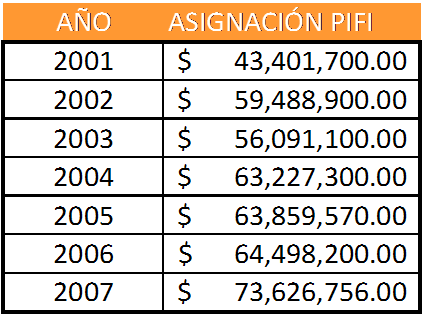 AÑO ASIGNACIÓN PIFI
2001 $ 43,401,700.00
2002 $ 59,488,900.00
2003 $ 56,091,100.00
2004 $ 63,227,300.00
2005 $ 63,859,570.00
2006 $ 64,498,200.00
2007 $ 73,626,756.00